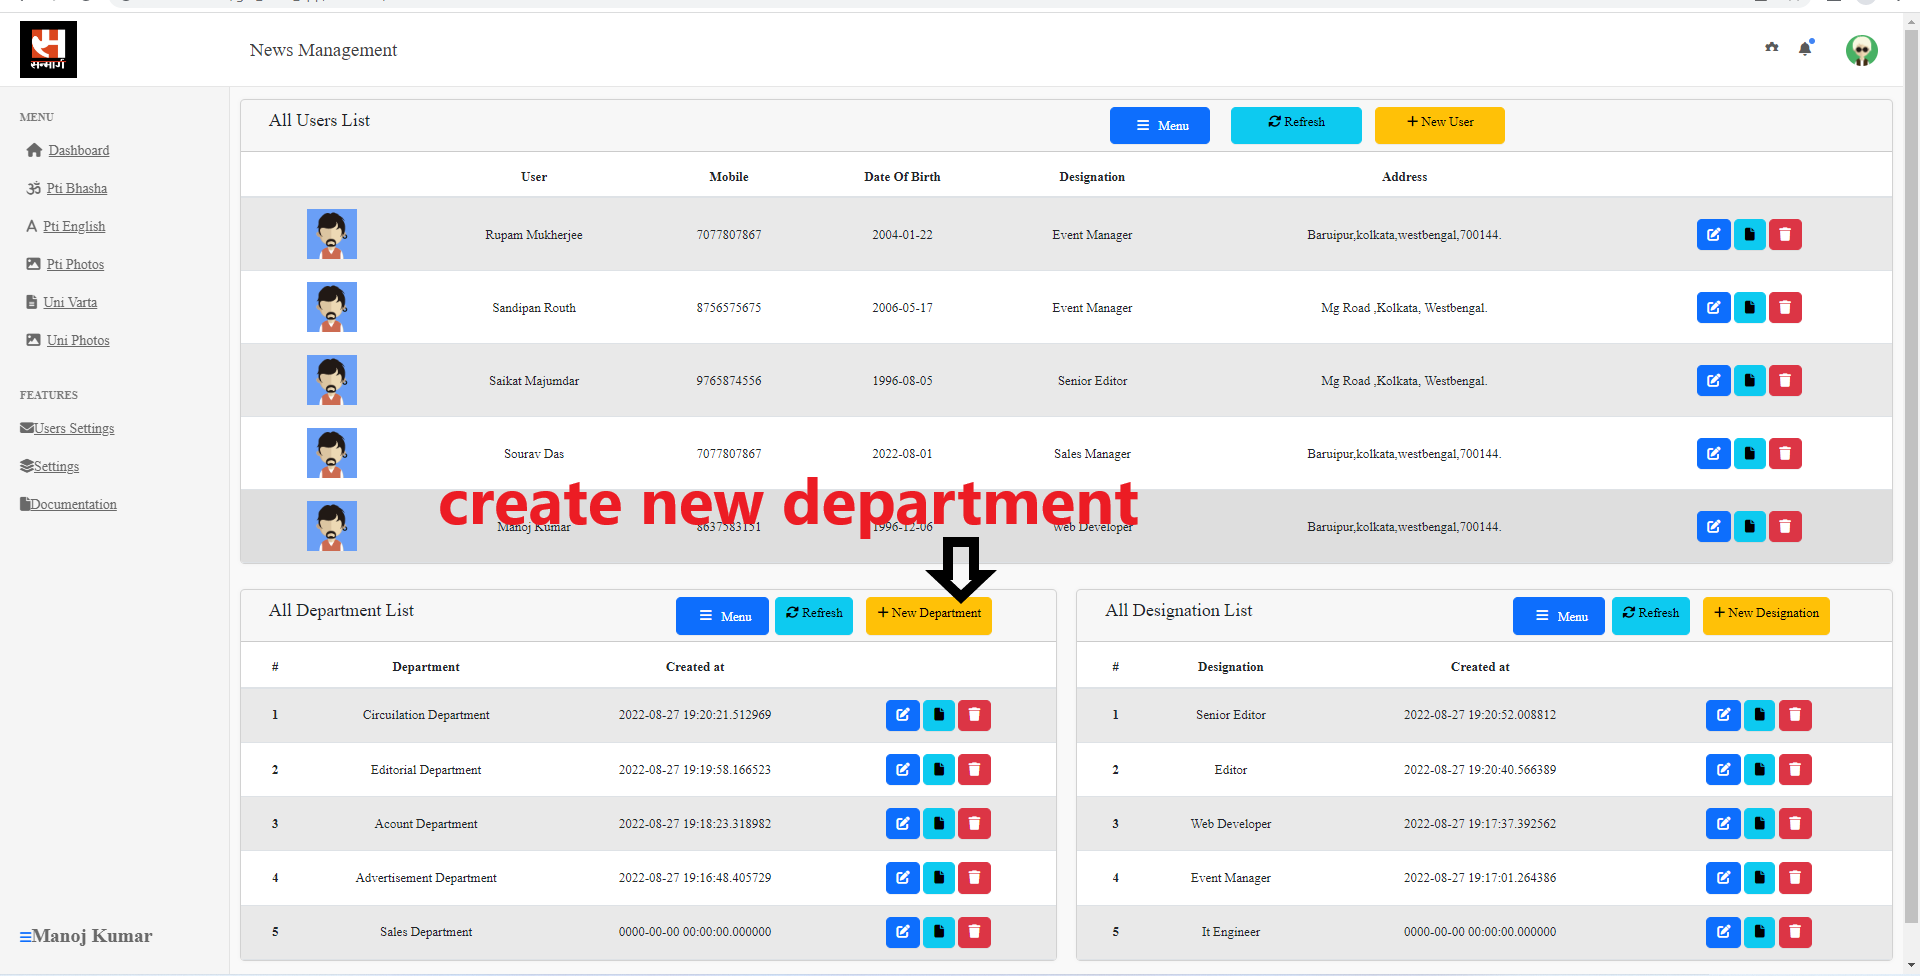 सन्मार्ग
News Management
MENU
Dashboard
Pti Bhasha
Pti English
Pti Photos
Uni Varta
Uni Photos
FEATURES
Users Settings
Settings
Documentation
Manoj Kumar
All Users List
Menu
Refresh
New User
User Mobile Date Of Birth Designation Address
Rupam Mukherjee 7077807867 2004-01-22 Event Manager Baruipur,kolkata,westbengal,700144.
Sandipan Routh 8756575675 2006-05-17 Event Manager Mg Road ,Kolkata, Westbengal.
Saikat Majumdar 9765874556 1996-08-05 Senior Editor Mg Road ,Kolkata, Westbengal.
Sourav Das 7077807867 2022-08-01 Sales Manager Baruipur,kolkata,westbengal,700144.
create new department
Manoj Kumar 8637583151 1996-12-06 Web Developer Baruipur,kolkata,westbengal,700144.
All Department List
Menu
Refresh
New Department
# Department Created at
1 Circuilation Department 2022-08-27 19:20:21.512969
2 Editorial Department 2022-08-27 19:19:58.166523
3 Acount Department 2022-08-27 19:18:23.318982
4 Advertisement Department 2022-08-27 19:16:48.405729
5 Sales Department 0000-00-00 00:00:00.000000
All Designation List
Menu
Refresh
New Designation
# Designation Created at
1 Senior Editor 2022-08-27 19:20:52.008812
2 Editor 2022-08-27 19:20:40.566389
3 Web Developer 2022-08-27 19:17:37.392562
4 Event Manager 2022-08-27 19:17:01.264386
5 It Engineer 0000-00-00 00:00:00.000000